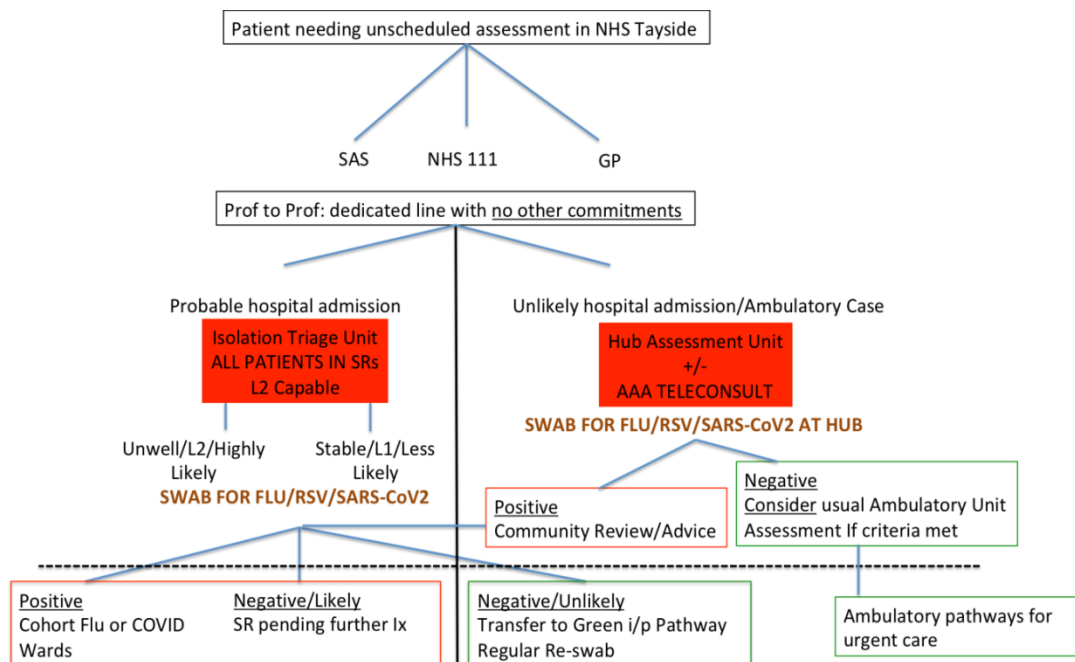 Patient needing unscheduled assessment in NHS Tayside
SAS
NHS 111
GP
Prof to Prof: dedicated line with no other commitments
Probable hospital admission
Isolation Triage Unit
ALL PATIENTS IN SRs
L2 Capable
Unwell/L2/Highly
Likely
Stable/L1/Less
Likely
SWAB FOR FLU/RSV/SARS-CoV2
Unlikely hospital admission/Ambulatory Case
Hub Assessment Unit
+/-
AAA TELECONSULT
SWAB FOR FLU/RSV/SARS-CoV2 AT HUB
Positive
Community Review/Advice
Negative
Consider usual Ambulatory Unit
Assessment If criteria met
Positive
Cohort Flu or COVID
Wards
Negative/Likely
SR pending further Ix
Negative/Unlikely
Transfer to Green i/p Pathway
Regular Re-swab
Ambulatory pathways for
urgent care